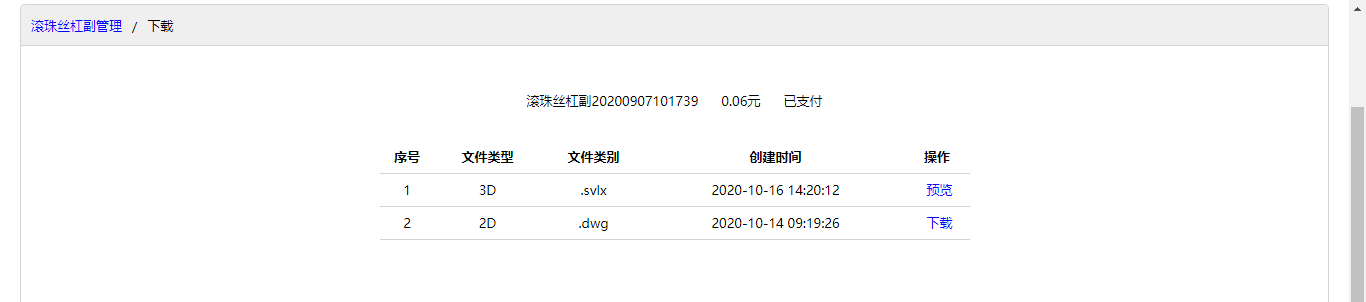 滚珠丝杠副管理 / 下载
滚珠丝杠副20200907101739 0.06元 已支付
序号 文件类型 文件类别 创建时间 操作
1 3D .svlx 2020-10-16 14:20:12 预览
2 2D .dwg 2020-10-14 09:19:26 下载